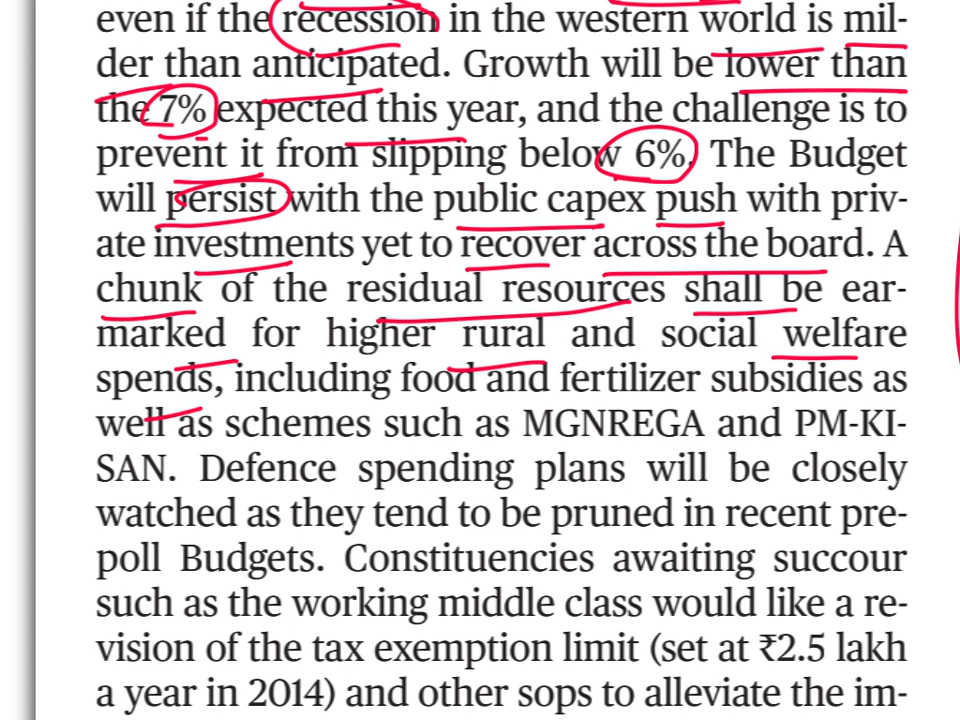 even if the recession in the western world is mil-
der than anticipated. Growth will be lower than
the 7% expected this year, and the challenge is to
prevent it from slipping below 6%. The Budget
will persist with the public capex push with priv-
ate investments yet to recover across the board. A
chunk of the residual resources shall be ear-
marked for higher rural and social welfare
spends, including food and fertilizer subsidies as
well as schemes such as MGNREGA and PM-KI-
SAN. Defence spending plans will be closely
watched as they tend to be pruned in recent pre-
poll Budgets. Constituencies awaiting succour
such as the working middle class would like a re-
vision of the tax exemption limit (set at ₹2.5 lakh
a year in 2014) and other sops to alleviate the im-